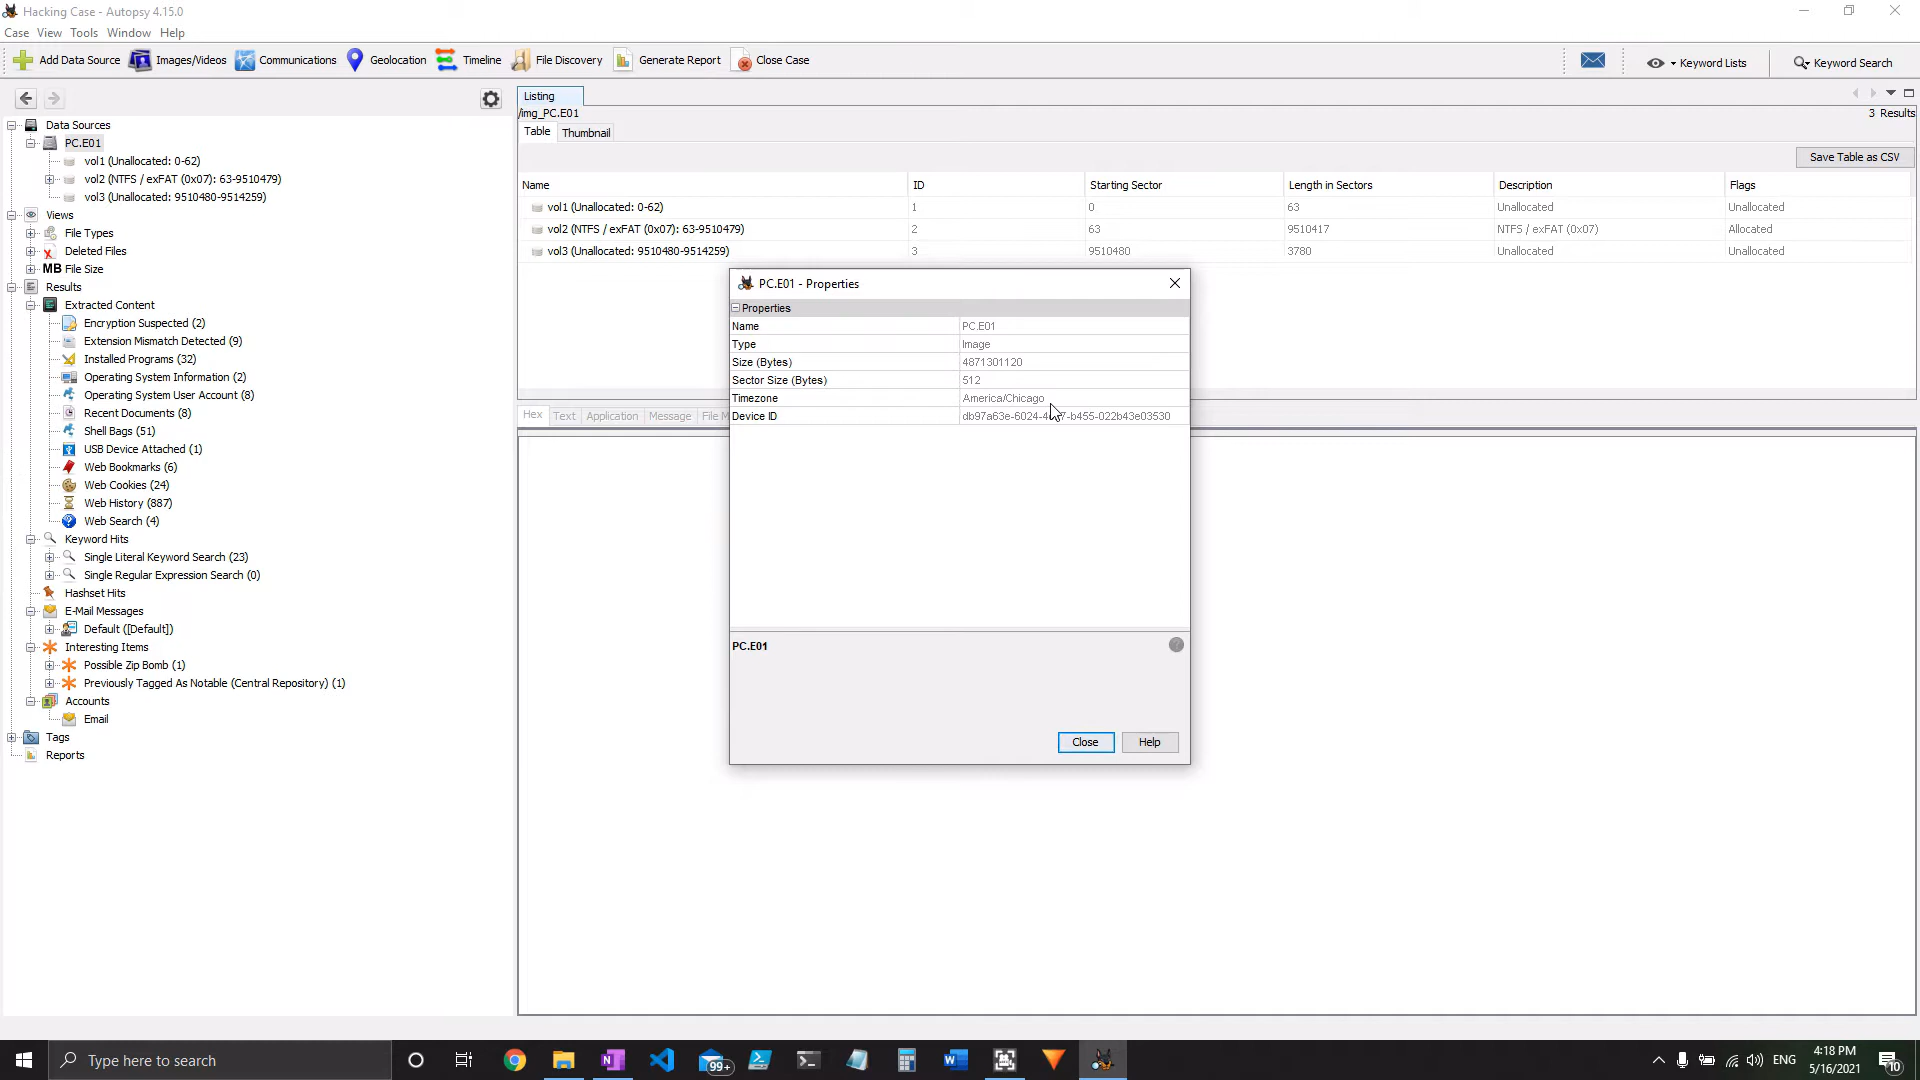 Hacking Case - Autopsy 4.15.0
Case View Tools Window Help
Add Data Source Images/Videos Communications Geolocation Timeline File Discovery Generate Report Close Case Keyword Lists Keyword Search
Data Sources
PC.E01
vol1 (Unallocated: 0-62)
vol2 (NTFS / exFAT (0x07): 63-9510479)
vol3 (Unallocated: 9510480-9514259)
Views
File Types
Deleted Files
MB File Size
Results
Extracted Content
Encryption Suspected (2)
Extension Mismatch Detected (9)
Installed Programs (32)
Operating System Information (2)
Operating System User Account (8)
Recent Documents (8)
Shell Bags (51)
USB Device Attached (1)
Web Bookmarks (6)
Web Cookies (24)
Web History (887)
Web Search (4)
Keyword Hits
Single Literal Keyword Search (23)
Single Regular Expression Search (0)
Hashset Hits
E-Mail Messages
Default ([Default])
Interesting Items
Possible Zip Bomb (1)
Previously Tagged As Notable (Central Repository) (1)
Accounts
Email
Tags
Reports
Listing
/img_PC.E01
3 Results
Table Thumbnail
Save Table as CSV
Name ID Starting Sector Length in Sectors Description Flags
vol1 (Unallocated: 0-62) 1 0 63 Unallocated Unallocated
vol2 (NTFS / exFAT (0x07): 63-9510479) 2 63 9510417 NTFS / exFAT (0x07) Allocated
vol3 (Unallocated: 9510480-9514259) 3 9510480 3780 Unallocated Unallocated
Hex Text Application Message File M
PC.E01 - Properties
Properties
Name PC.E01
Type Image
Size (Bytes) 4871301120
Sector Size (Bytes) 512
Timezone America/Chicago
Device ID
PC.E01
Close Help
Type here to search
99+
ENG
4:18 PM
5/16/2021
10